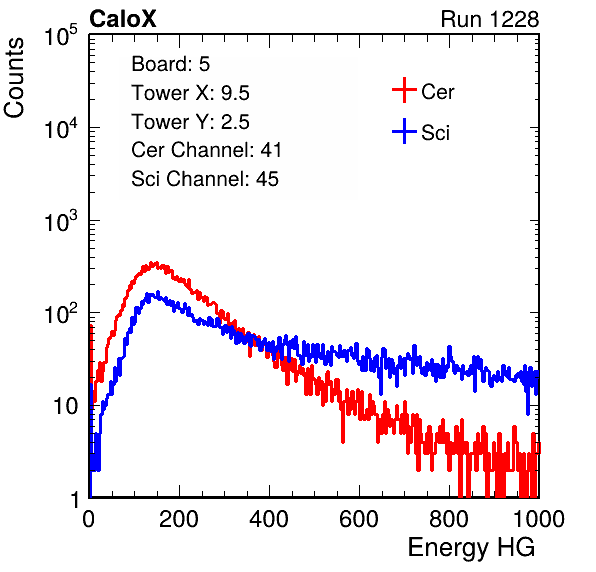 CaloX Run 1228
Counts
10^5
10^4
10^3
10^2
10
1
Board: 5
Tower X: 9.5
Tower Y: 2.5
Cer Channel: 41
Sci Channel: 45
Cer
Sci
0 200 400 600 800 1000
Energy HG